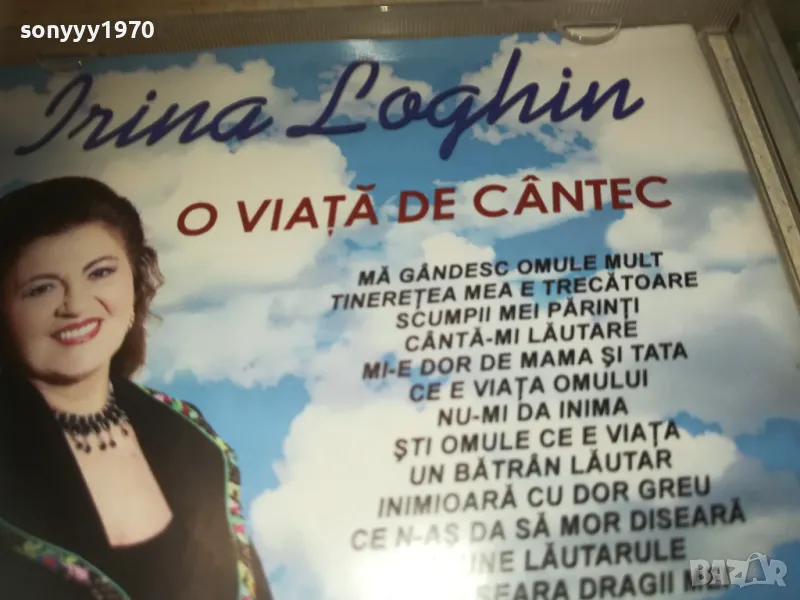 sonyyy1970
Irina Loghin
O VIAȚĂ DE CÂNTEC
MĂ GÂNDESC OMULE MULT
TINEREȚEA MEA E TRECĂTOARE
SCUMPII MEI PĂRINȚI
CÂNTĂ-MI LĂUTARE
MI-E DOR DE MAMA ȘI TATA
CE E VIAȚA OMULUI
NU-MI DA INIMA
ȘTI OMULE CE E VIAȚA
UN BĂTRÂN LĂUTAR
INIMIOARĂ CU DOR GREU
CE N-AȘ DA SĂ MOR DISEARĂ
LĂUTARULE
SEARA DRAGII
BAZAR